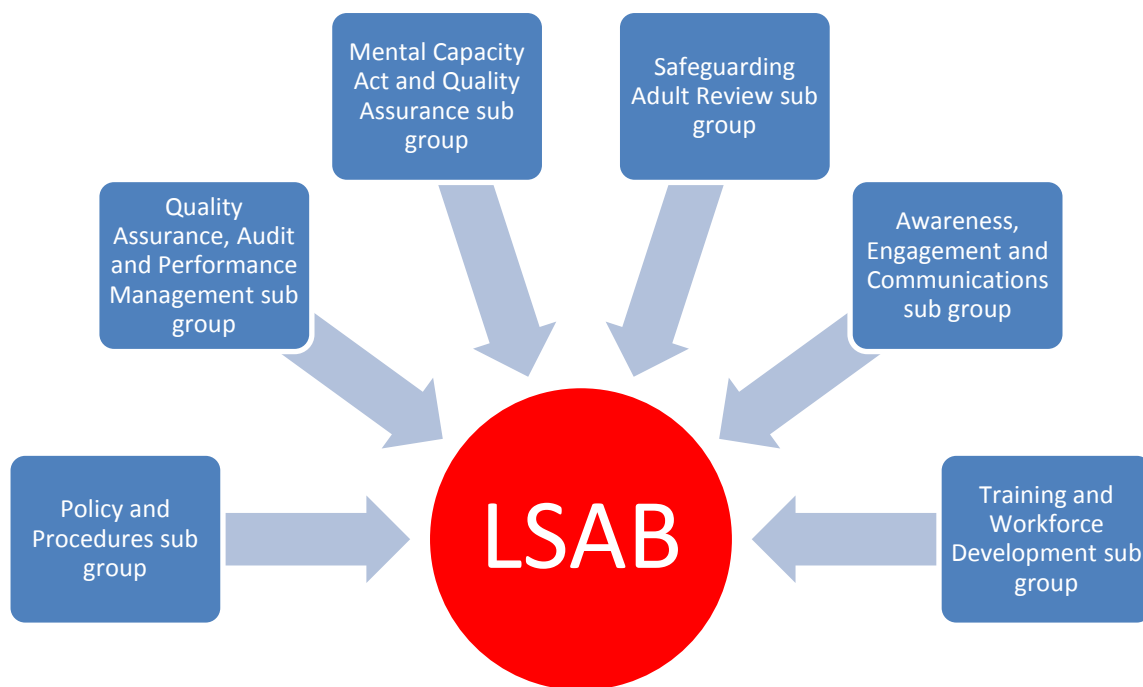 Mental Capacity
Act and Quality
Assurance sub
group
Safeguarding
Adult Review sub
group
Quality
Assurance, Audit
and Performance
Management sub
group
Awareness,
Engagement and
Communications
sub group
Policy and
Procedures sub
group
LSAB
Training and
Workforce
Development sub
group